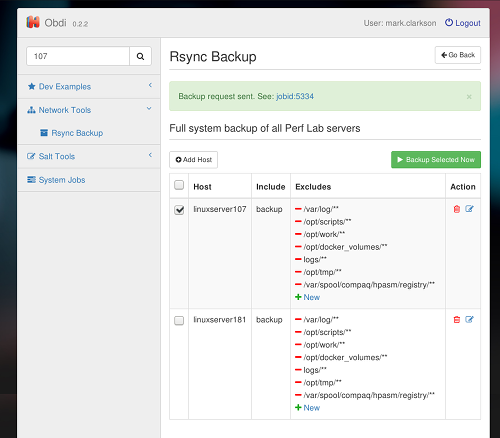 Obdi 0.2.2 User: mark.clarkson Logout
107
Dev Examples
Network Tools
Rsync Backup
Salt Tools
System Jobs
Rsync Backup Go Back
Backup request sent. See: jobid:5334 ×
Full system backup of all Perf Lab servers
Add Host Backup Selected Now
Host Include Excludes Action
linuxserver107 backup /var/log/**
/opt/scripts/**
/opt/work/**
/opt/docker_volumes/**
logs/**
/opt/tmp/**
/var/spool/compaq/hpasm/registry/**
New
linuxserver181 backup /var/log/**
/opt/scripts/**
/opt/work/**
/opt/docker_volumes/**
logs/**
/opt/tmp/**
/var/spool/compaq/hpasm/registry/**
New